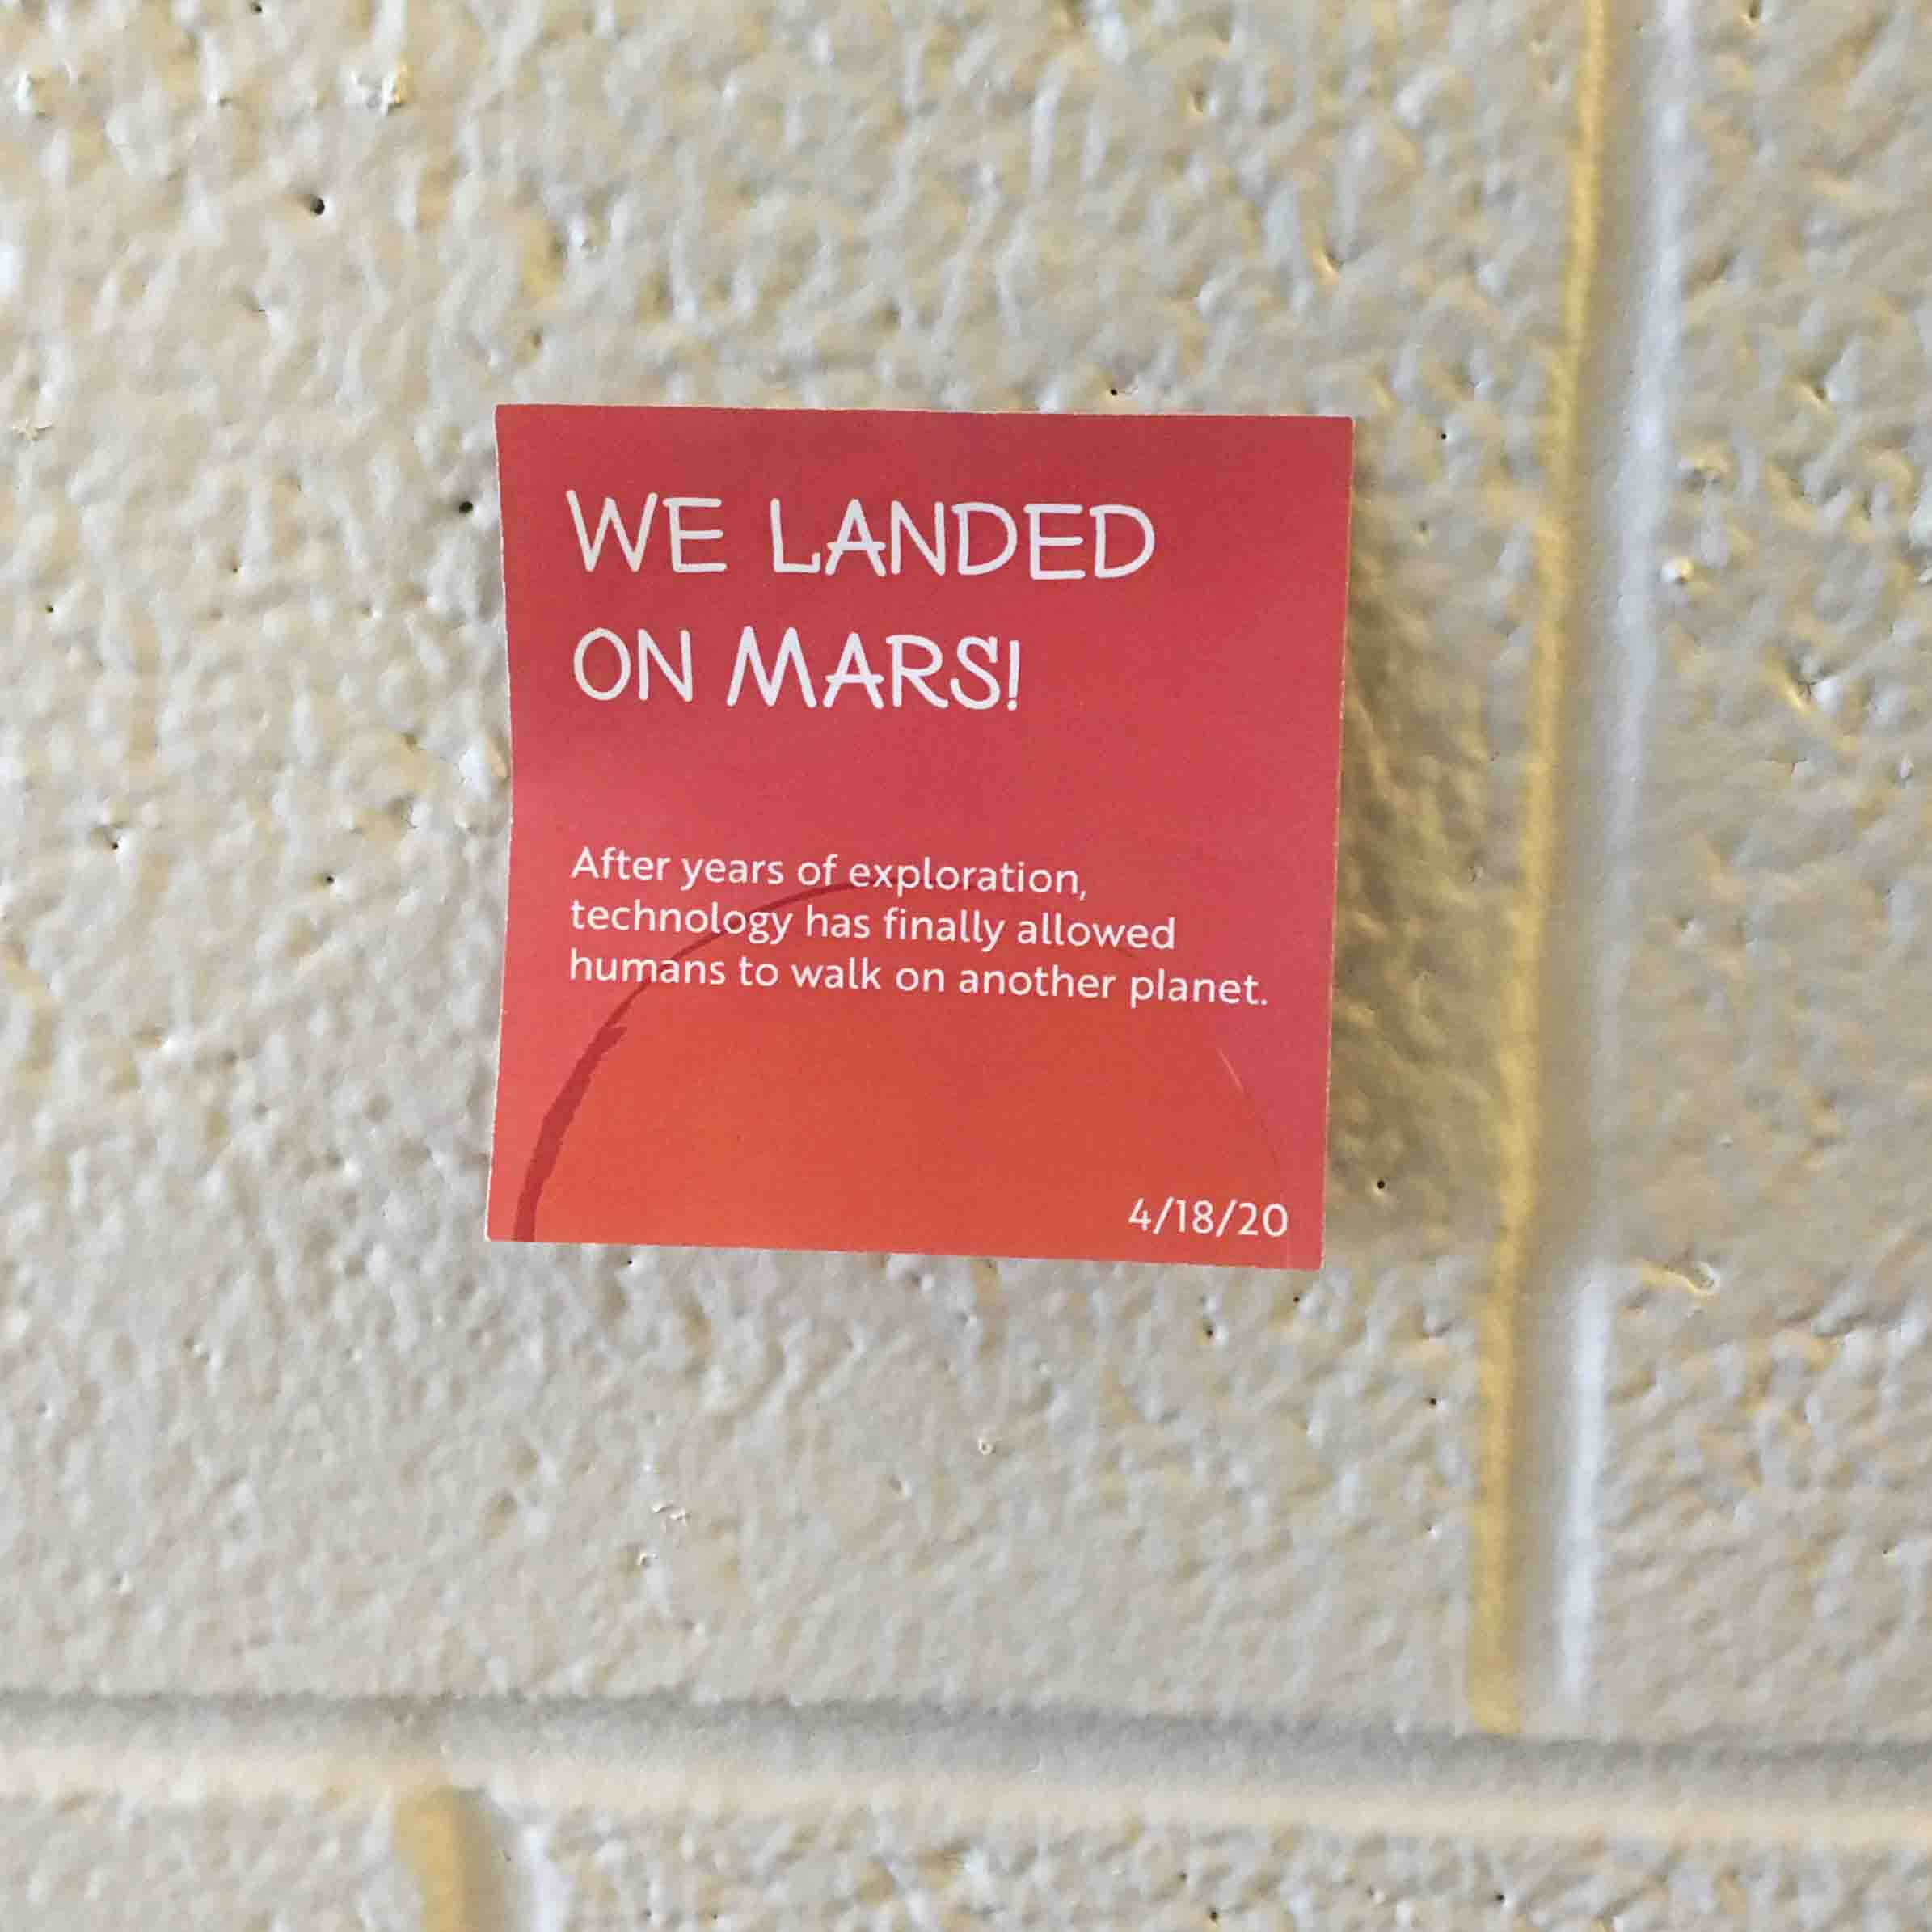 WE LANDED
ON MARS!
After years of exploration,
technology has finally allowed
humans to walk on another planet.
4/18/20